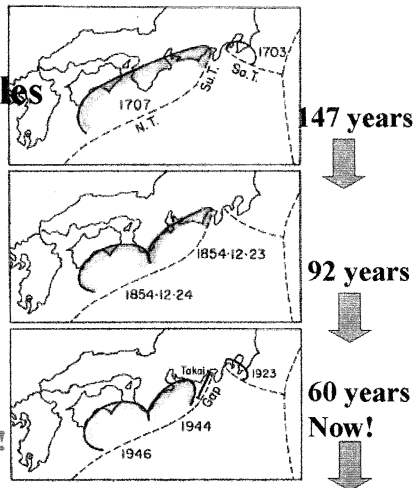 les
1703
1707
N.T.
Su.T.
Sa.T.
147 years
1854·12·23
1854·12·24
92 years
Tokai
Gap
1923
1944
1946
60 years
Now!